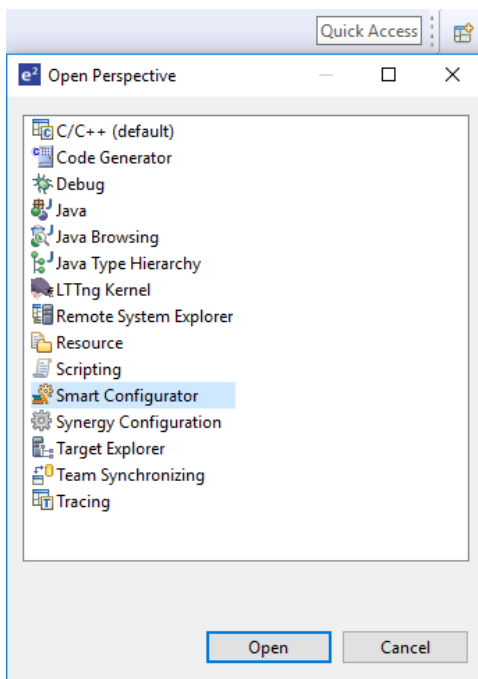 Quick Access
e² Open Perspective
C/C++ (default)
Code Generator
Debug
Java
Java Browsing
Java Type Hierarchy
LTTng Kernel
Remote System Explorer
Resource
Scripting
Smart Configurator
Synergy Configuration
Target Explorer
Team Synchronizing
Tracing
Open Cancel